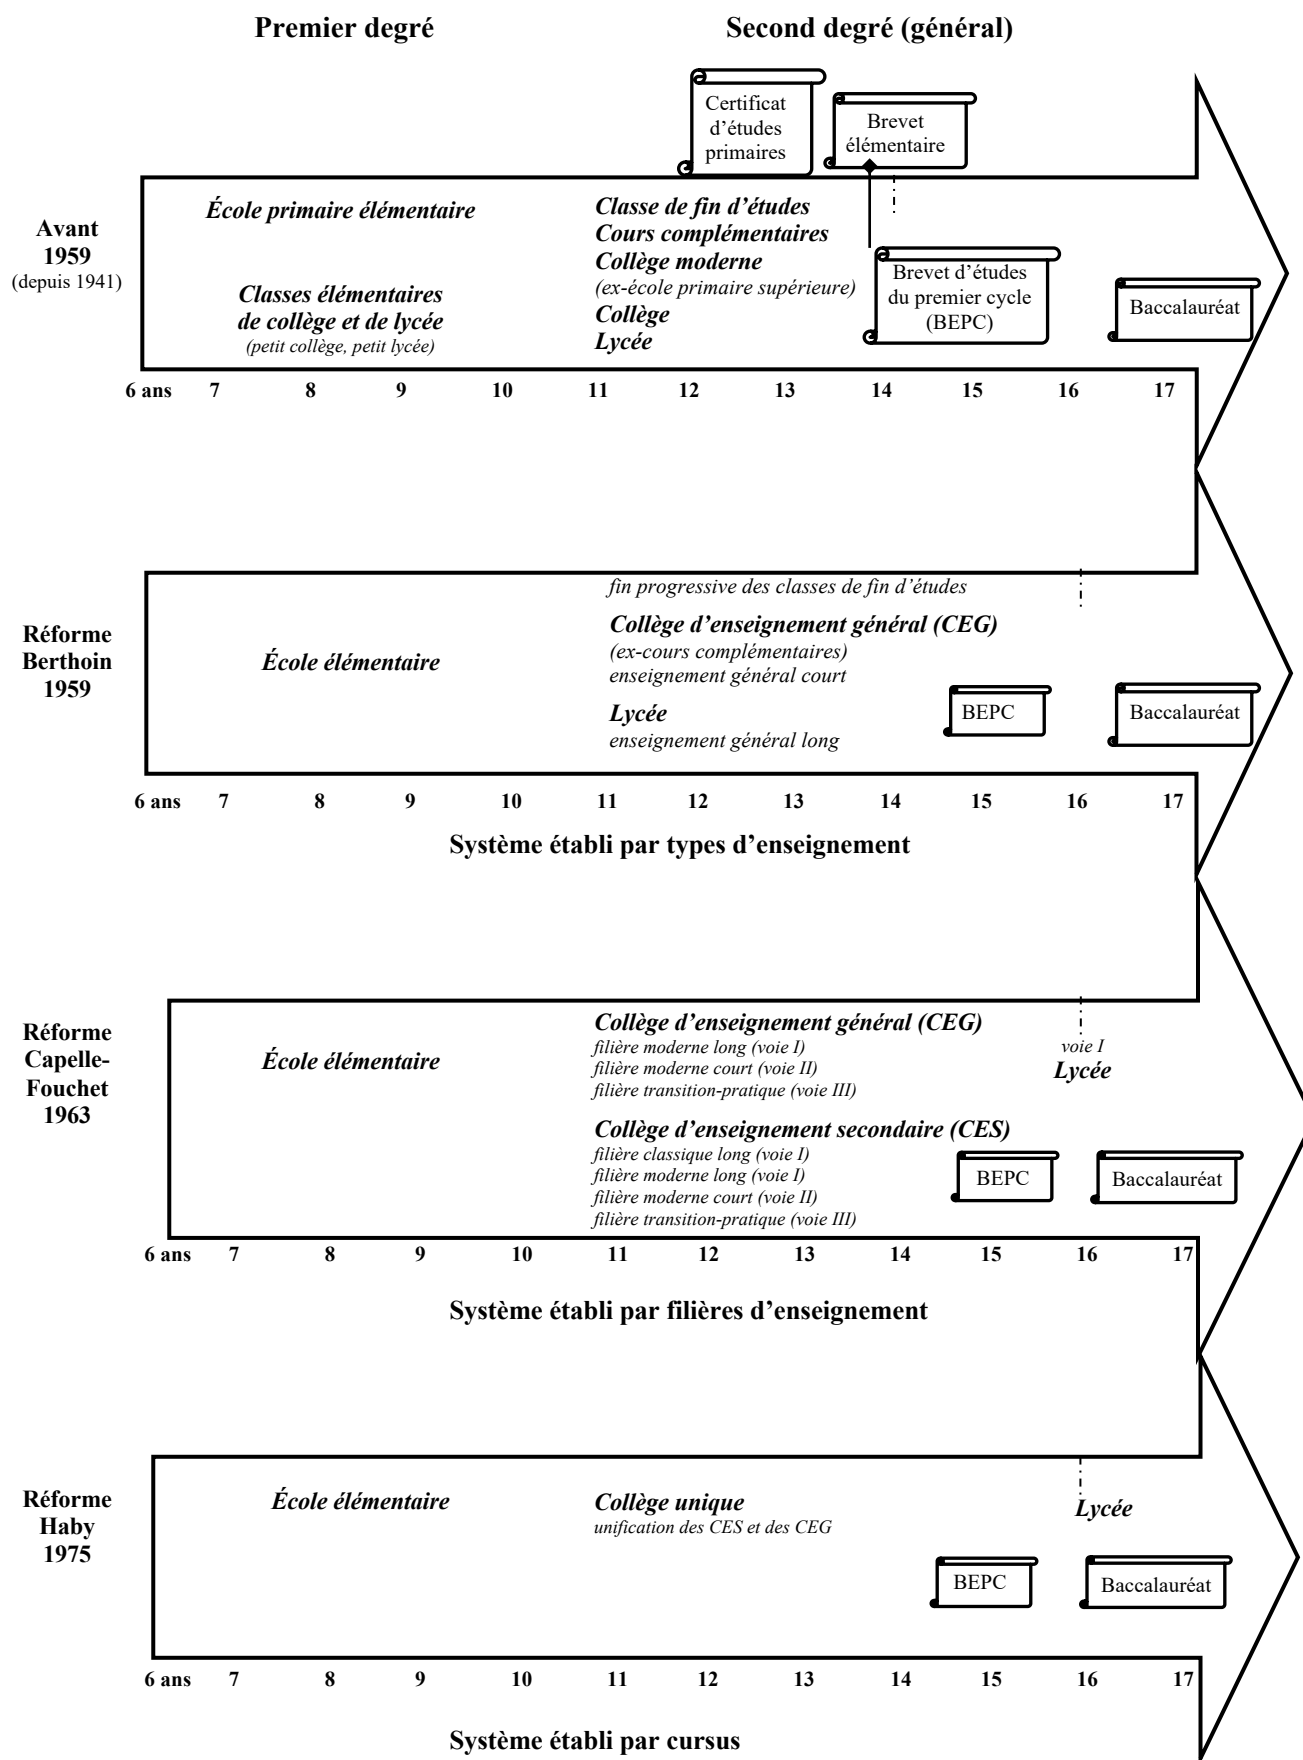 Premier degré
Second degré (général)
Certificat
d'études
primaires
Brevet
élémentaire
Avant
1959
(depuis 1941)
École primaire élémentaire
Classes élémentaires
de collège et de lycée
(petit collège, petit lycée)
Classe de fin d'études
Cours complémentaires
Collège moderne
(ex-école primaire supérieure)
Collège
Lycée
Brevet d'études
du premier cycle
(BEPC)
Baccalauréat
6 ans 7 8 9 10 11 12 13 14 15 16 17
Réforme
Berthoin
1959
École élémentaire
fin progressive des classes de fin d'études
Collège d'enseignement général (CEG)
(ex-cours complémentaires)
enseignement général court
Lycée
enseignement général long
BEPC
Baccalauréat
6 ans 7 8 9 10 11 12 13 14 15 16 17
Système établi par types d'enseignement
Réforme
Capelle-
Fouchet
1963
École élémentaire
Collège d'enseignement général (CEG)
filière moderne long (voie I)
filière moderne court (voie II)
filière transition-pratique (voie III)
Collège d'enseignement secondaire (CES)
filière classique long (voie I)
filière moderne long (voie I)
filière moderne court (voie II)
filière transition-pratique (voie III)
voie I
Lycée
BEPC
Baccalauréat
6 ans 7 8 9 10 11 12 13 14 15 16 17
Système établi par filières d'enseignement
Réforme
Haby
1975
École élémentaire
Collège unique
unification des CES et des CEG
Lycée
BEPC
Baccalauréat
6 ans 7 8 9 10 11 12 13 14 15 16 17
Système établi par cursus